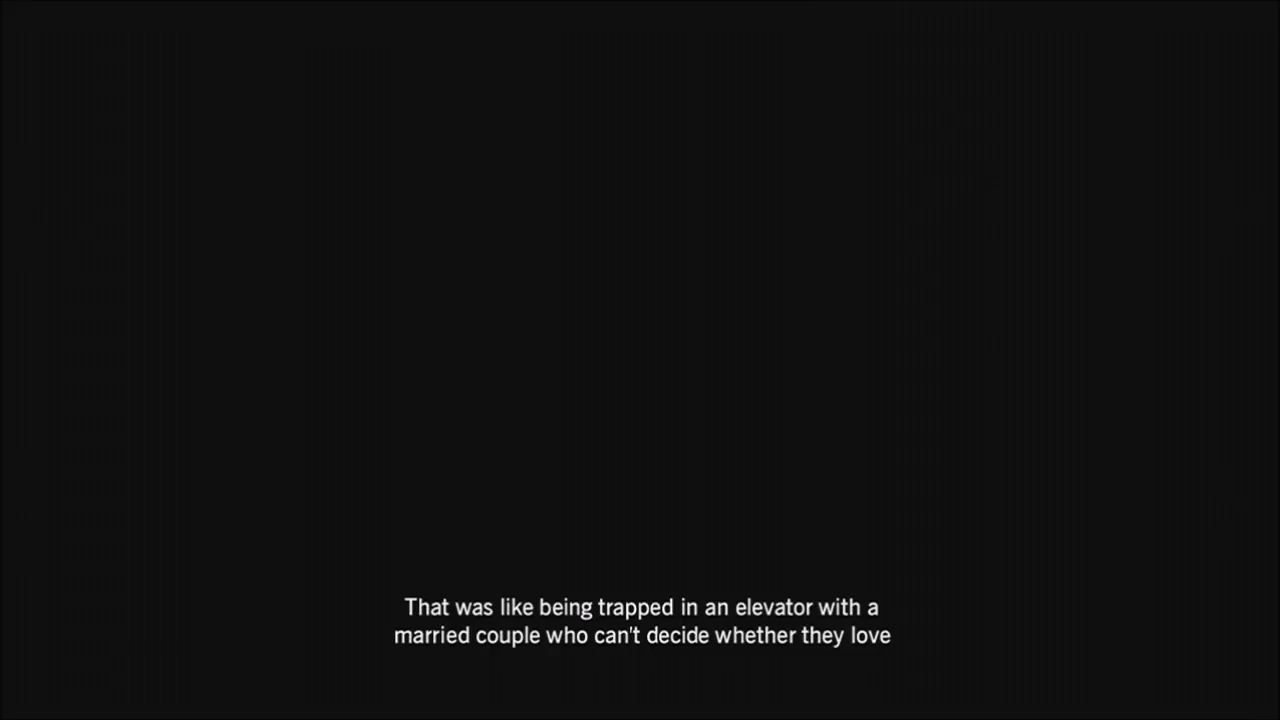 That was like being trapped in an elevator with a
married couple who can't decide whether they love